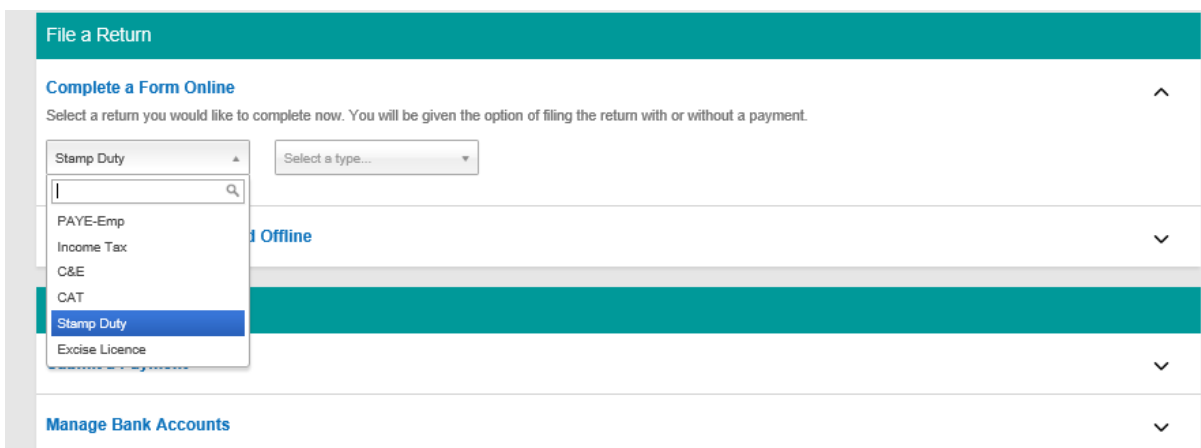 File a Return
Complete a Form Online
Select a return you would like to complete now. You will be given the option of filing the return with or without a payment.
Stamp Duty
Select a type...
PAYE-Emp
Income Tax
C&E
CAT
Stamp Duty
Excise Licence
Offline
Manage Bank Accounts